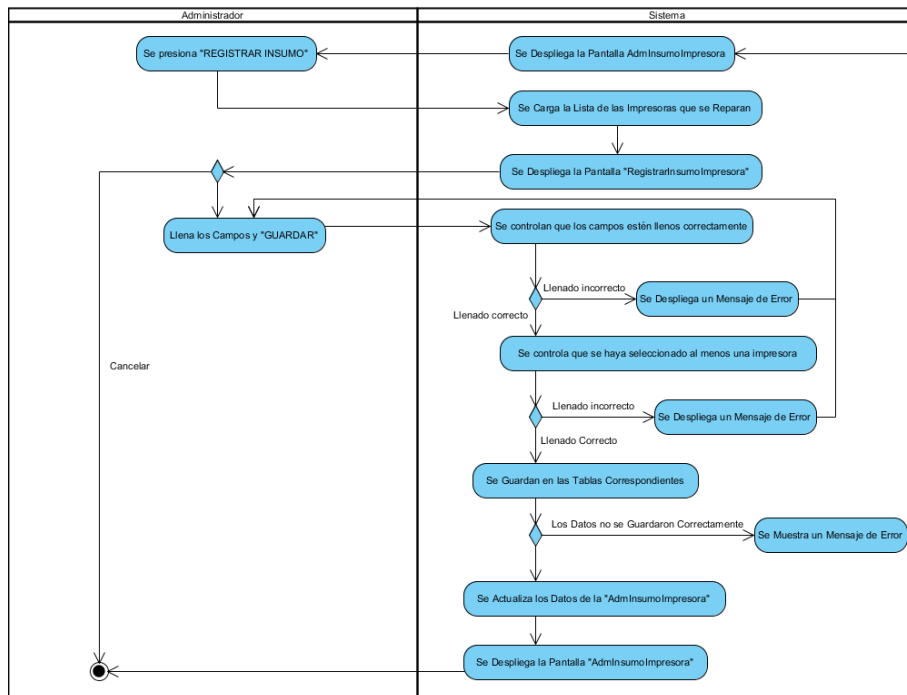 Administrador
Sistema
Se presiona "REGISTRAR INSUMO"
Se Despliega la Pantalla AdmInsumoImpresora
Se Carga la Lista de las Impresoras que se Reparan
Se Despliega la Pantalla "RegistrarInsumoImpresora"
Llena los Campos y "GUARDAR"
Se controlan que los campos estén llenos correctamente
Llenado incorrecto
Se Despliega un Mensaje de Error
Llenado correcto
Se controla que se haya seleccionado al menos una impresora
Cancelar
Llenado incorrecto
Se Despliega un Mensaje de Error
Llenado Correcto
Se Guardan en las Tablas Correspondientes
Los Datos no se Guardaron Correctamente
Se Muestra un Mensaje de Error
Se Actualiza los Datos de la "AdmInsumoImpresora"
Se Despliega la Pantalla "AdmInsumoImpresora"